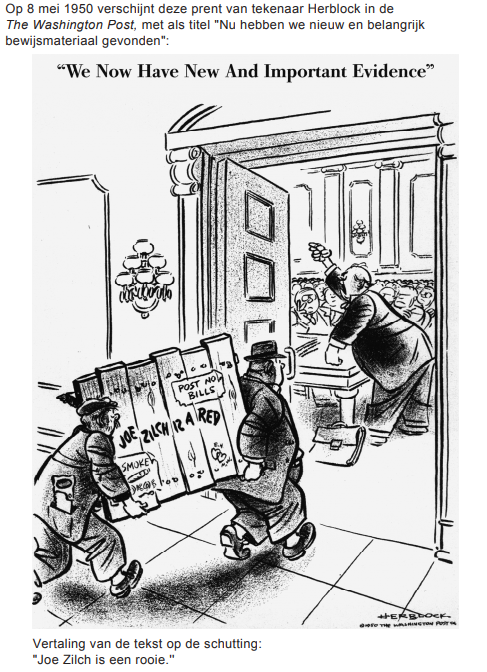 Op 8 mei 1950 verschijnt deze prent van tekenaar Herblock in de
The Washington Post, met als titel "Nu hebben we nieuw en belangrijk
bewijsmateriaal gevonden":
“We Now Have New And Important Evidence”
POST NO
BILLS
JOE ZILCH IZ A RED
SMOKE
HERBLOCK
©1950 THE WASHINGTON POST CO.
Vertaling van de tekst op de schutting:
"Joe Zilch is een rooie."